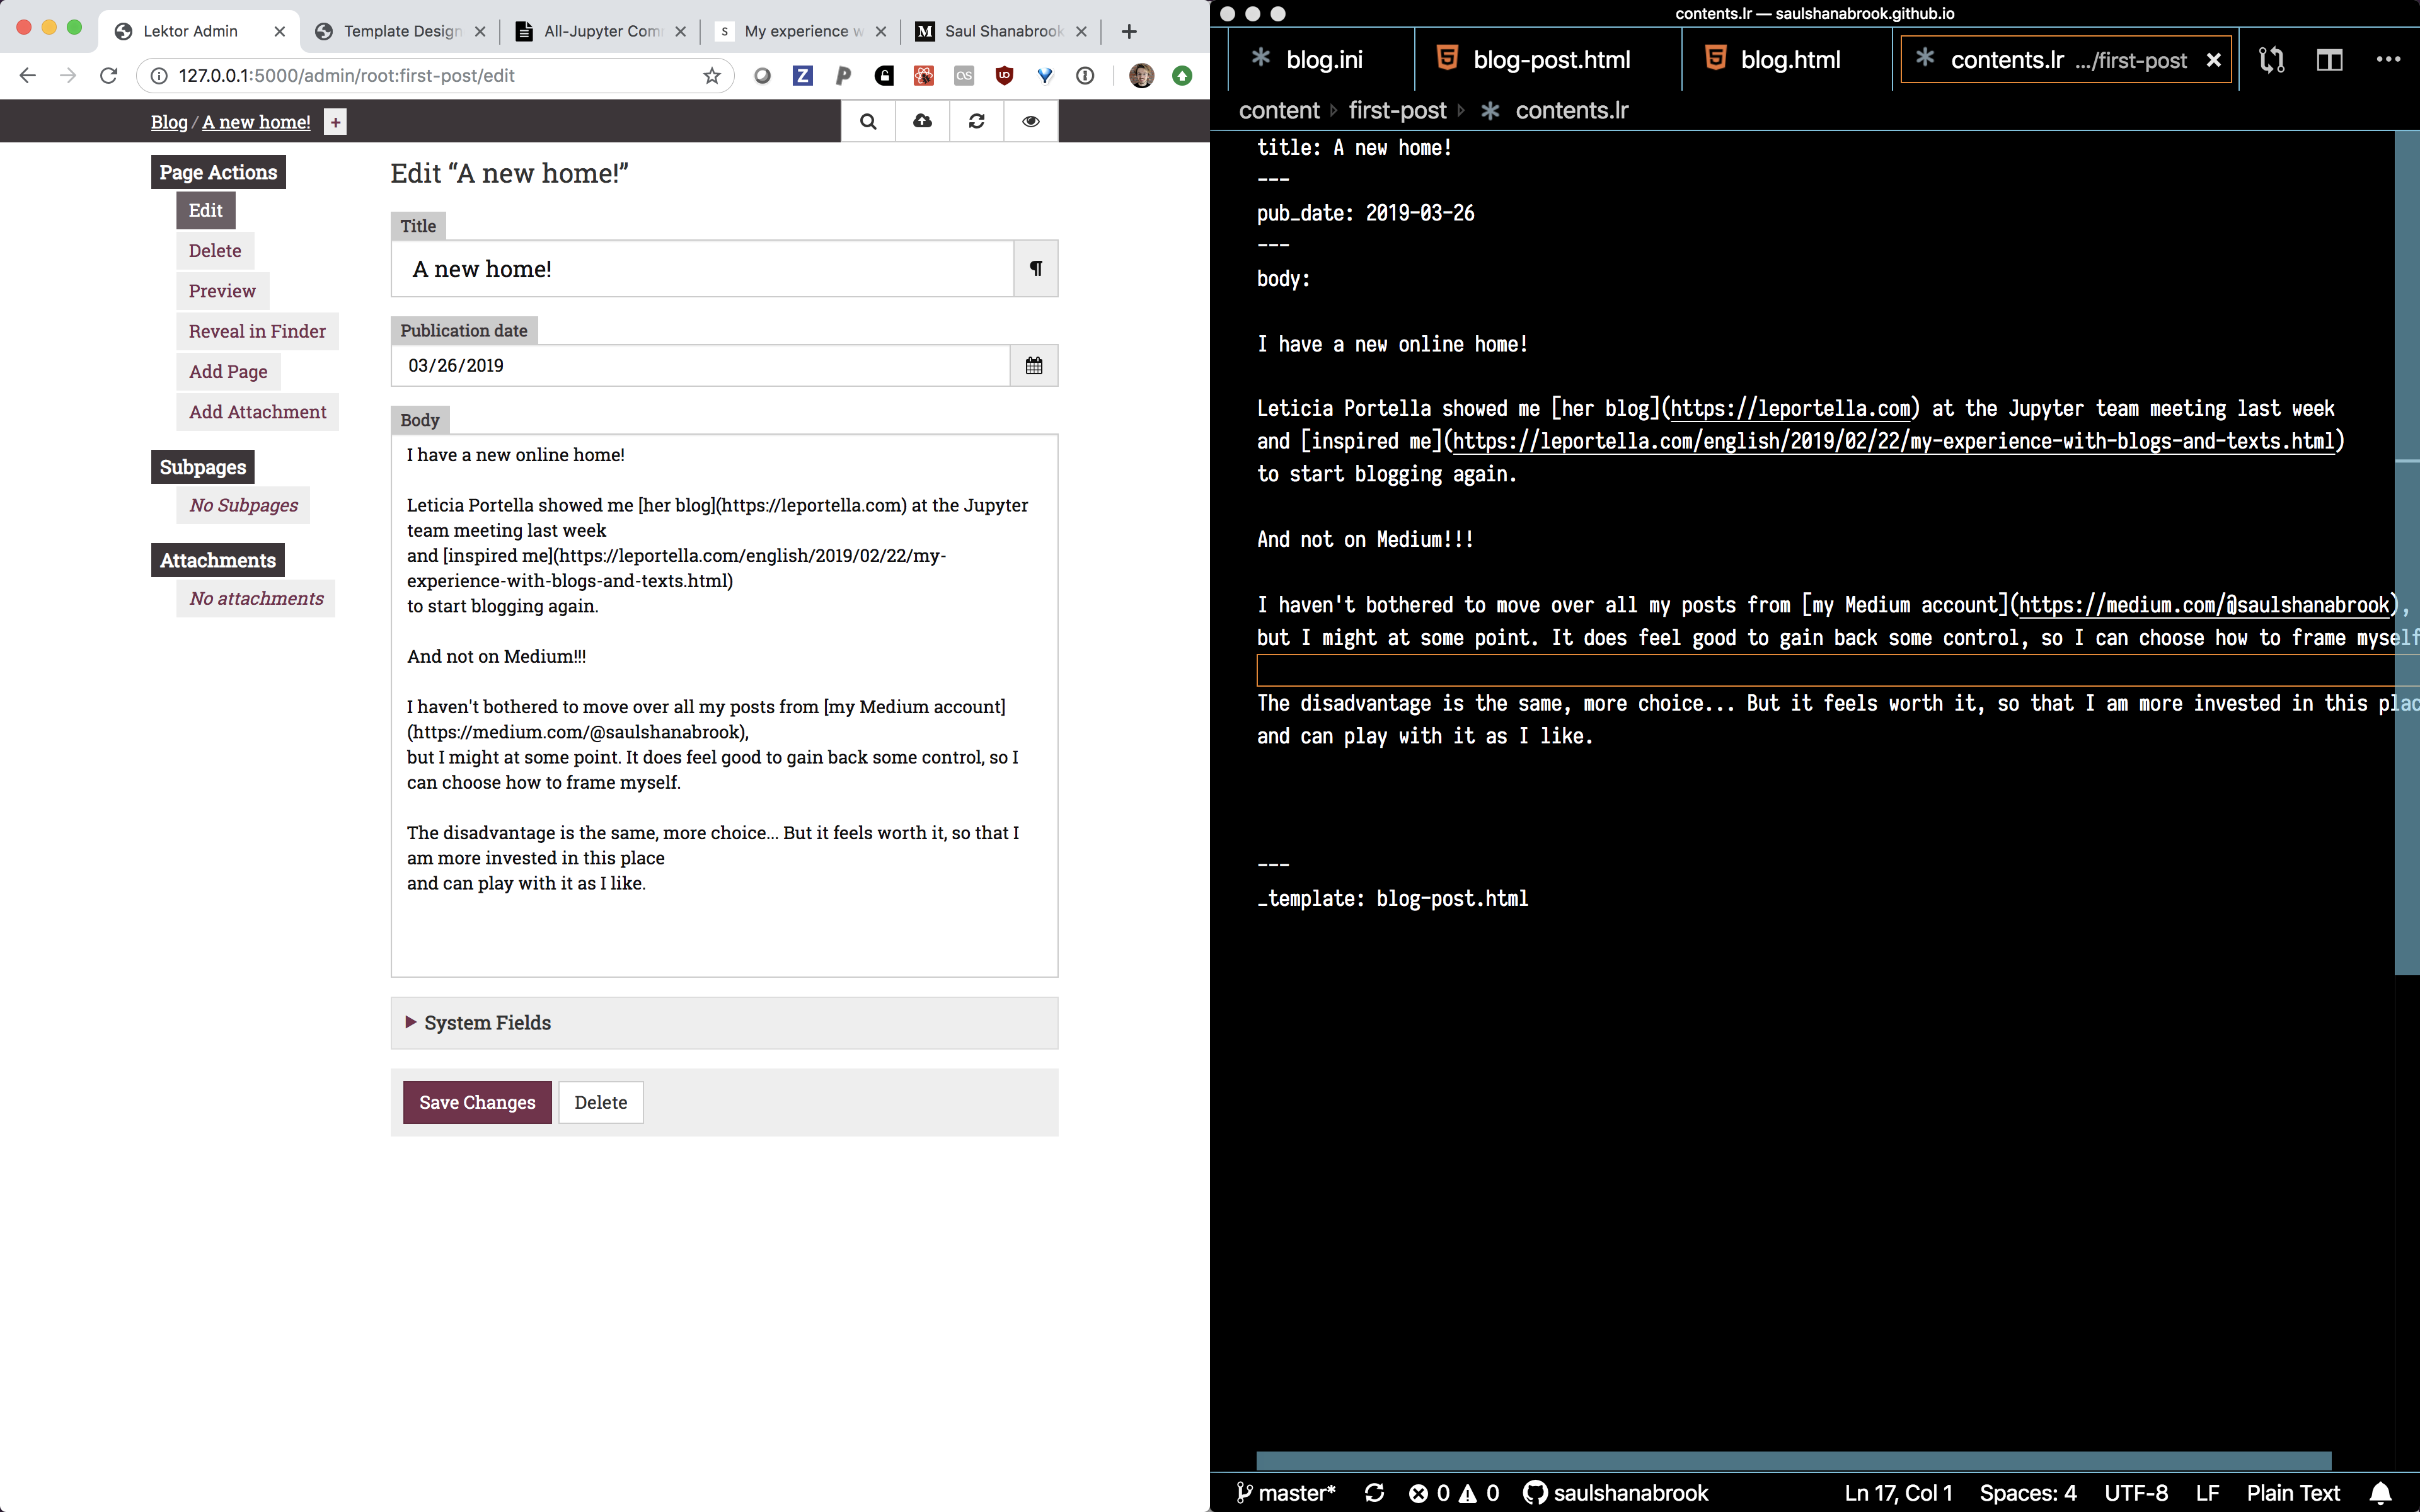 Lektor Admin
Template Design
All-Jupyter Com
My experience w
Saul Shanabrook
127.0.0.1:5000/admin/root:first-post/edit
Blog / A new home! +
Page Actions
Edit
Delete
Preview
Reveal in Finder
Add Page
Add Attachment
Subpages
No Subpages
Attachments
No attachments
Edit “A new home!”
Title
A new home!
Publication date
03/26/2019
Body
I have a new online home!
Leticia Portella showed me [her blog](https://leportella.com) at the Jupyter
team meeting last week
and [inspired me](https://leportella.com/english/2019/02/22/my-
experience-with-blogs-and-texts.html)
to start blogging again.
And not on Medium!!!
I haven't bothered to move over all my posts from [my Medium account]
(https://medium.com/@saulshanabrook),
but I might at some point. It does feel good to gain back some control, so I
can choose how to frame myself.
The disadvantage is the same, more choice... But it feels worth it, so that I
am more invested in this place
and can play with it as I like.
System Fields
Save Changes
Delete
contents.lr — saulshanabrook.github.io
blog.ini
blog-post.html
blog.html
contents.lr .../first-post
content first-post contents.lr
title: A new home!
---
pub_date: 2019-03-26
---
body:
I have a new online home!
Leticia Portella showed me [her blog](https://leportella.com) at the Jupyter team meeting last week
and [inspired me](https://leportella.com/english/2019/02/22/my-experience-with-blogs-and-texts.html)
to start blogging again.
And not on Medium!!!
I haven't bothered to move over all my posts from [my Medium account](https://medium.com/@saulshanabrook),
but I might at some point. It does feel good to gain back some control, so I can choose how to frame myself
The disadvantage is the same, more choice... But it feels worth it, so that I am more invested in this plac
and can play with it as I like.
---
_template: blog-post.html
master* 0 0 saulshanabrook Ln 17, Col 1 Spaces: 4 UTF-8 LF Plain Text